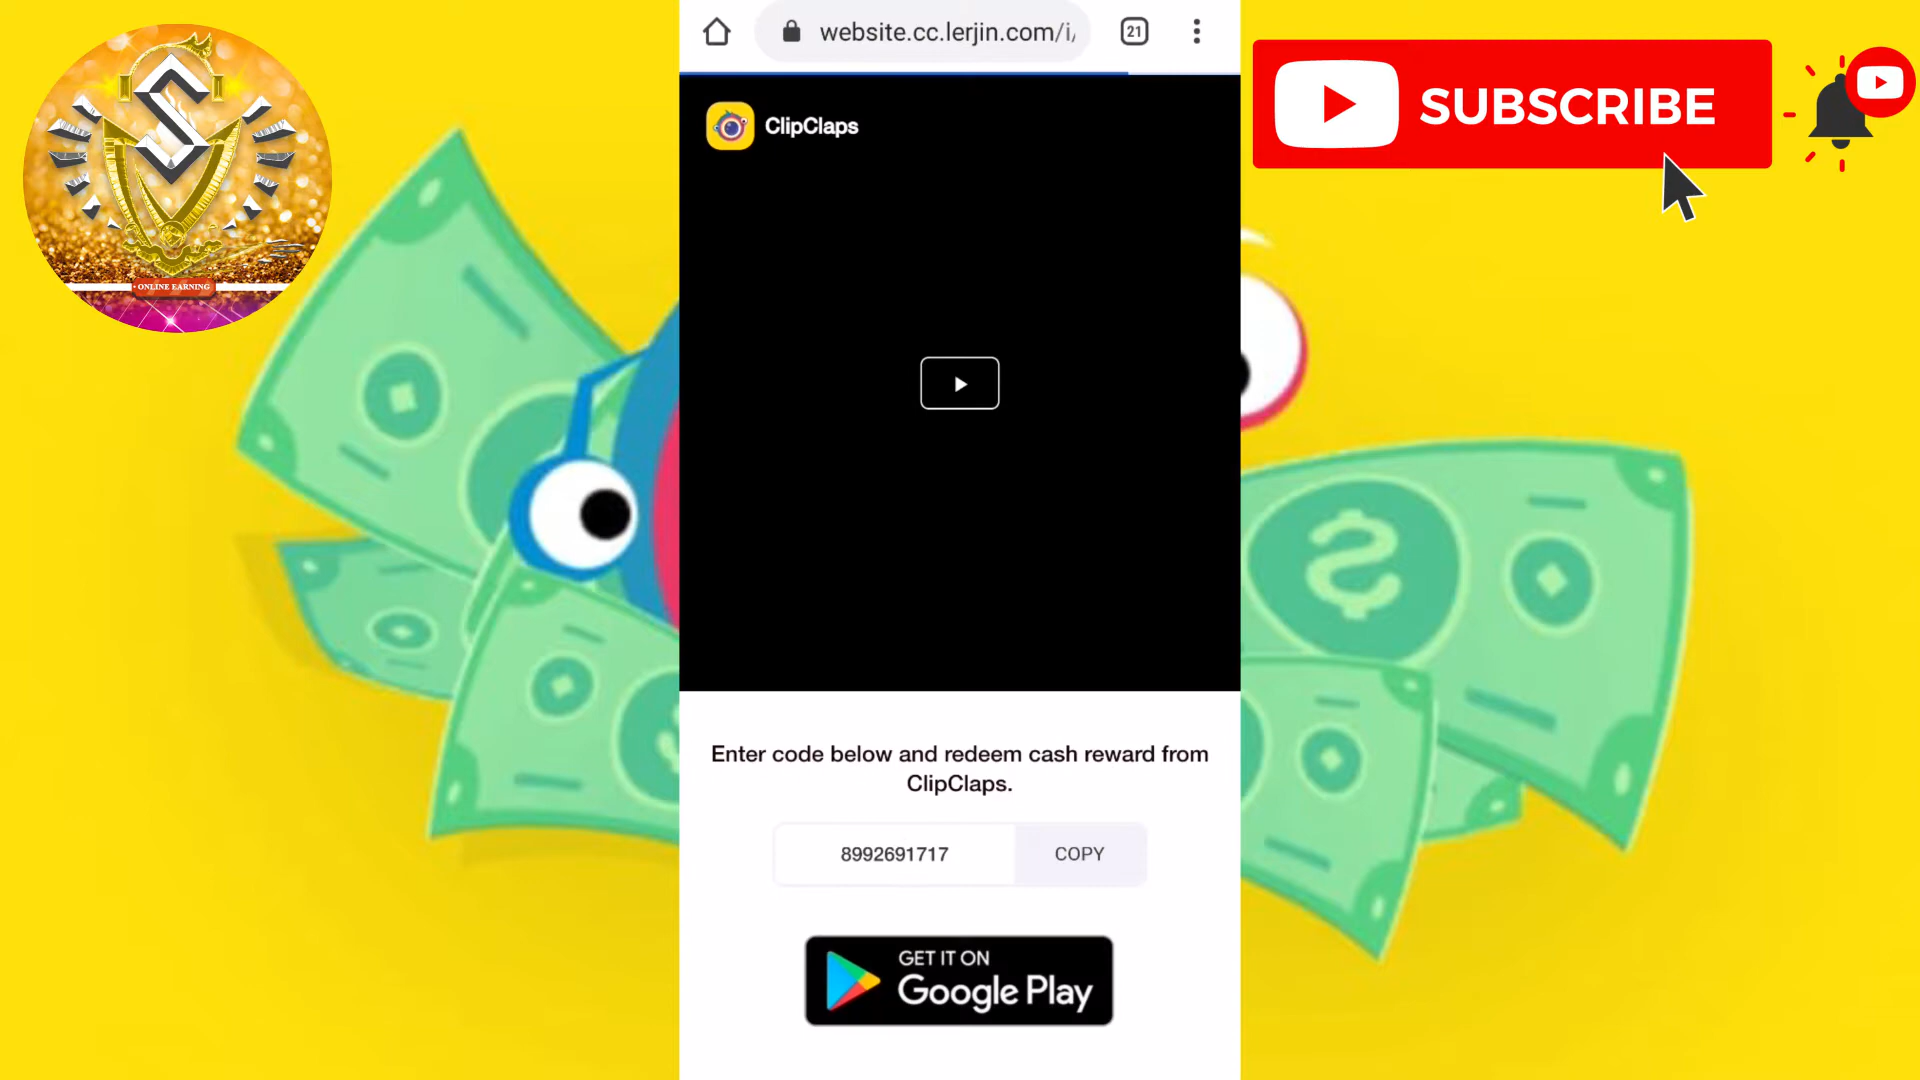 ONLINE EARNING
website.cc.lerjin.com/i/
21
ClipClaps
SUBSCRIBE
Enter code below and redeem cash reward from
ClipClaps.
8992691717
COPY
GET IT ON
Google Play